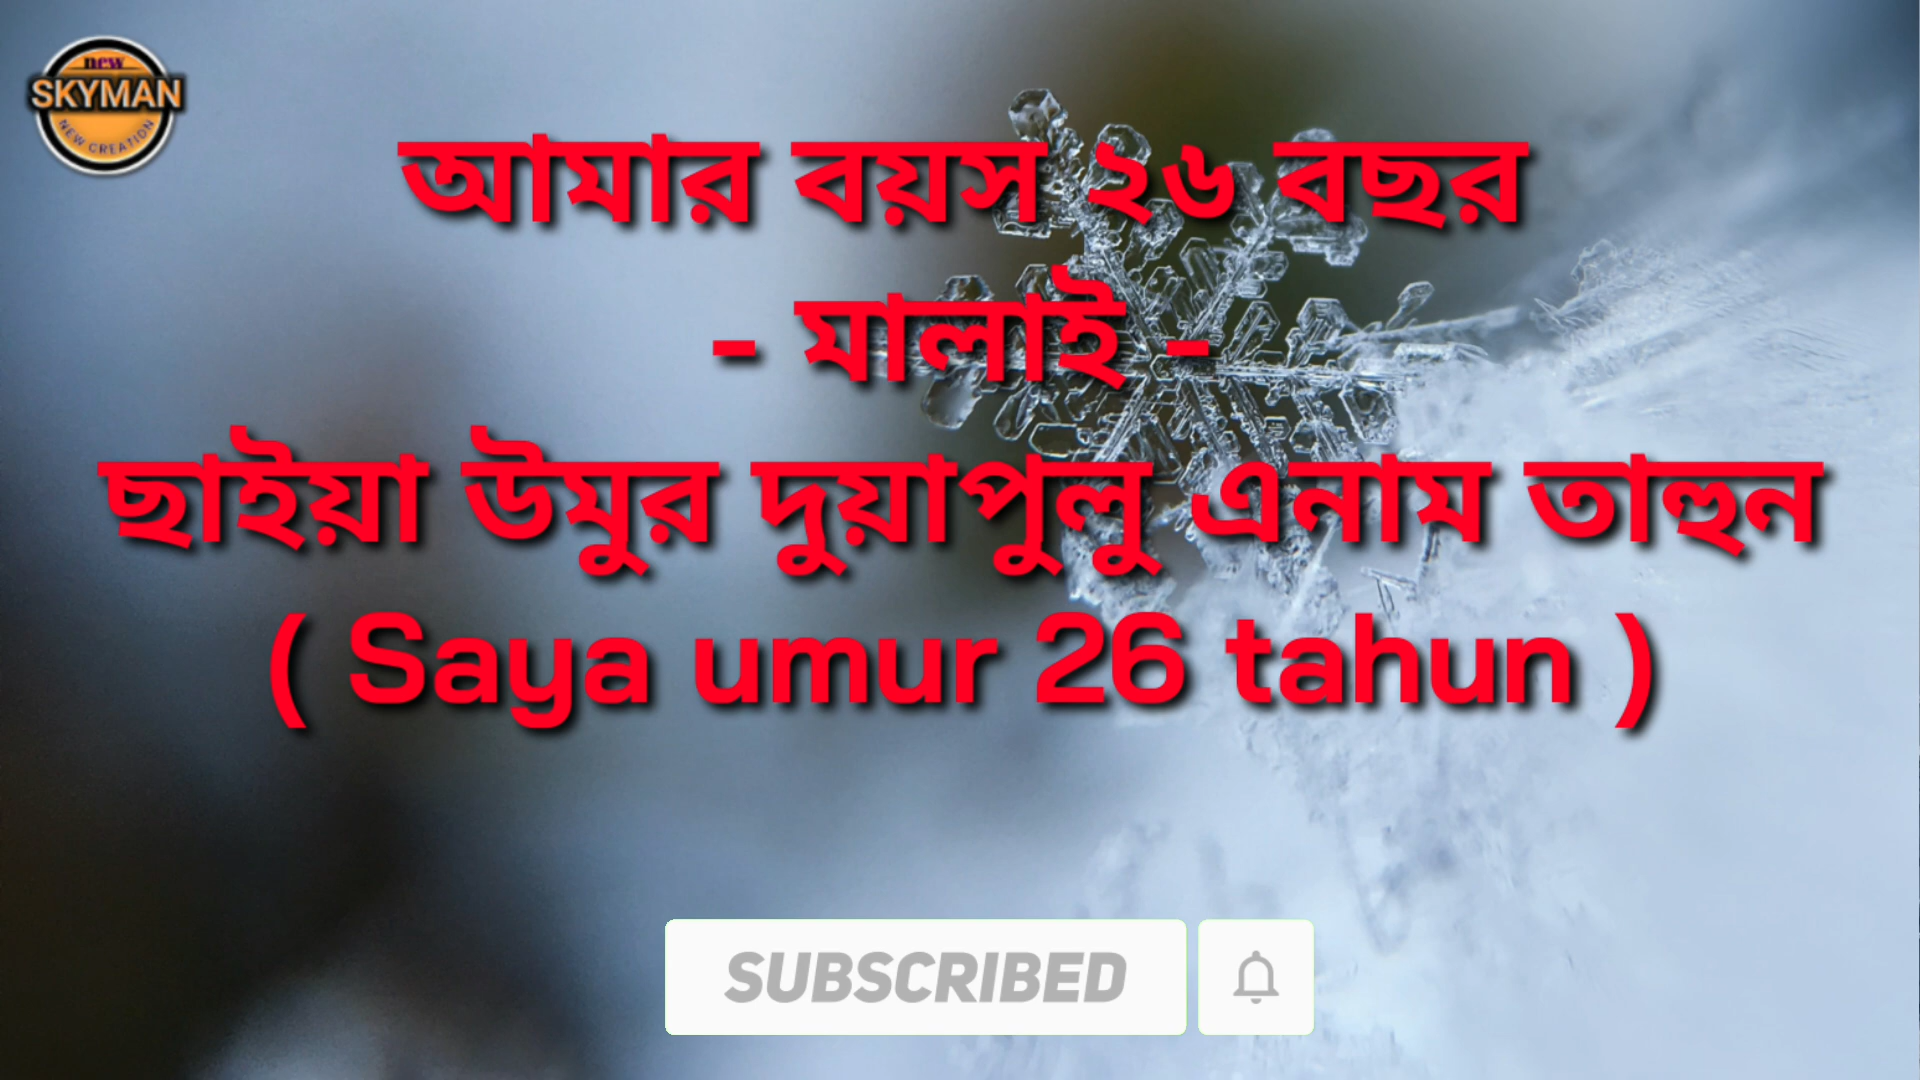 new
SKYMAN
NEW CREATION
আমার বয়স ২৬ বছর
- মালাই -
ছাইয়া উমুর দুয়াপুলু এনাম তাহুন
( Saya umur 26 tahun )
SUBSCRIBED